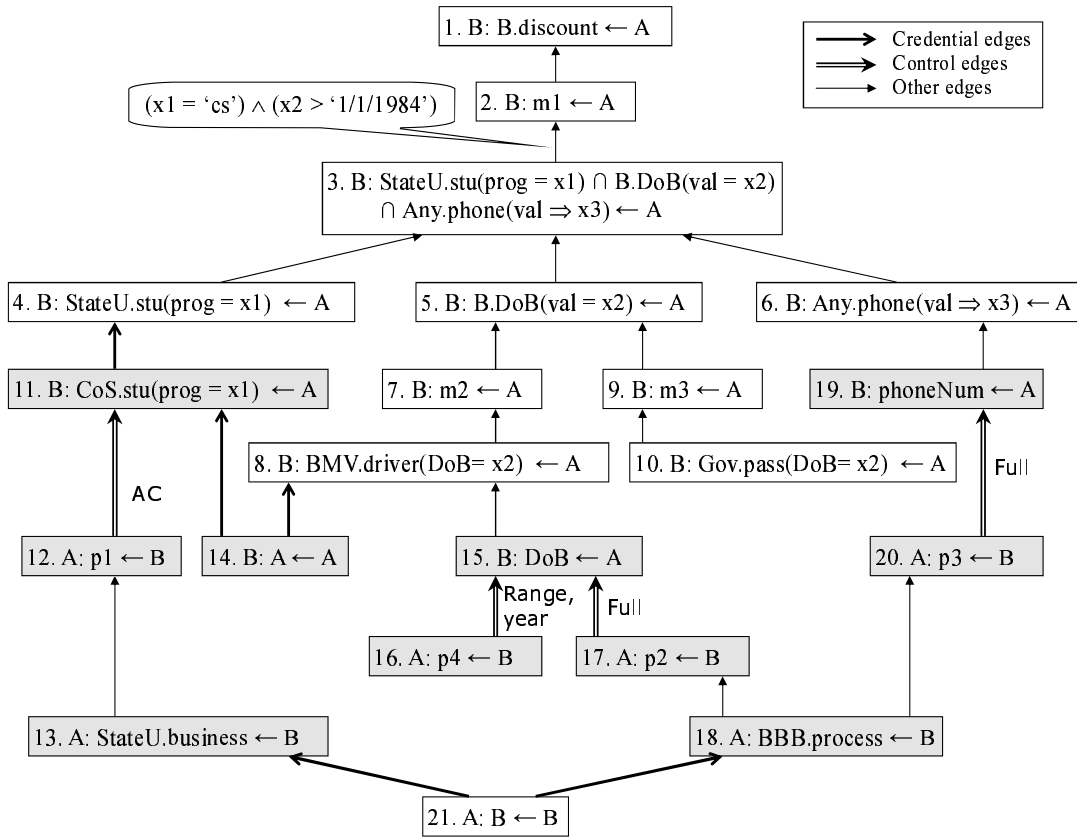 1. B: B.discount ← A
Credential edges
Control edges
Other edges
(x1 = ‘cs’) ∧ (x2 > ‘1/1/1984’)
2. B: m1 ← A
3. B: StateU.stu(prog = x1) ∩ B.DoB(val = x2)
∩ Any.phone(val ⇒ x3) ← A
4. B: StateU.stu(prog = x1) ← A
5. B: B.DoB(val = x2) ← A
6. B: Any.phone(val ⇒ x3) ← A
11. B: CoS.stu(prog = x1) ← A
7. B: m2 ← A
9. B: m3 ← A
19. B: phoneNum ← A
8. B: BMV.driver(DoB= x2) ← A
10. B: Gov.pass(DoB= x2) ← A
Full
AC
12. A: p1 ← B
14. B: A ← A
15. B: DoB ← A
20. A: p3 ← B
Range,
year
Full
16. A: p4 ← B
17. A: p2 ← B
13. A: StateU.business ← B
18. A: BBB.process ← B
21. A: B ← B